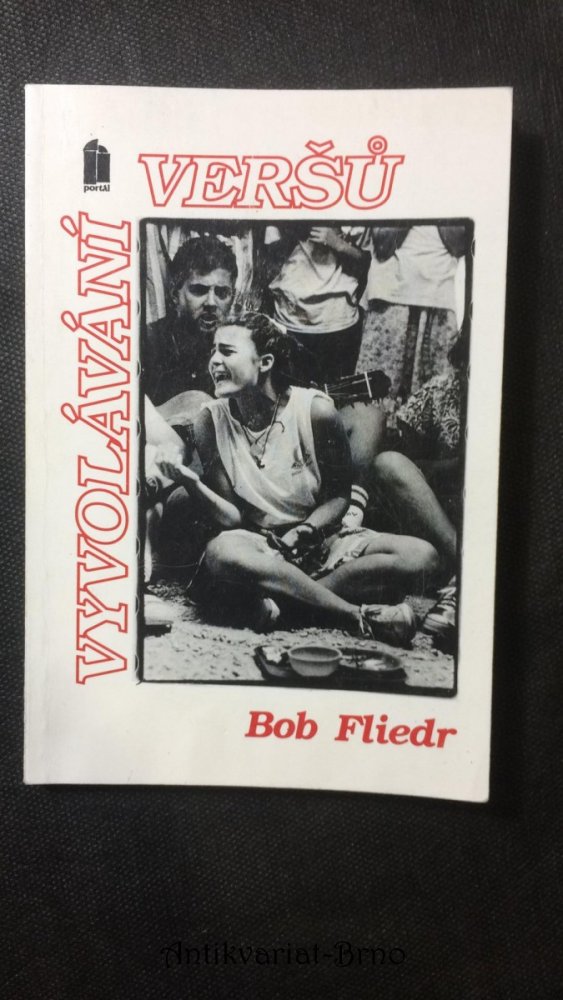 portál
VYVOLÁVÁNÍ
VERŠŮ
Bob Fliedr
Antikvariat-Brno